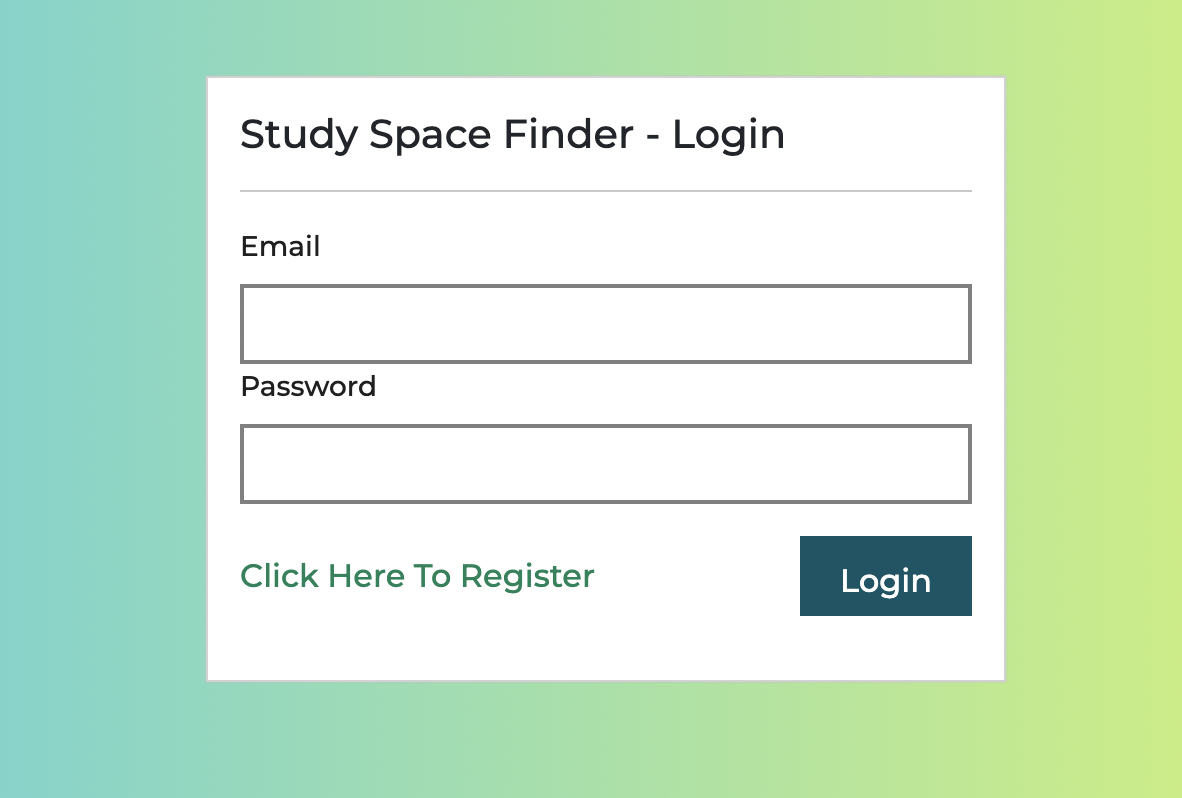 Study Space Finder - Login
Email
Password
Click Here To Register
Login